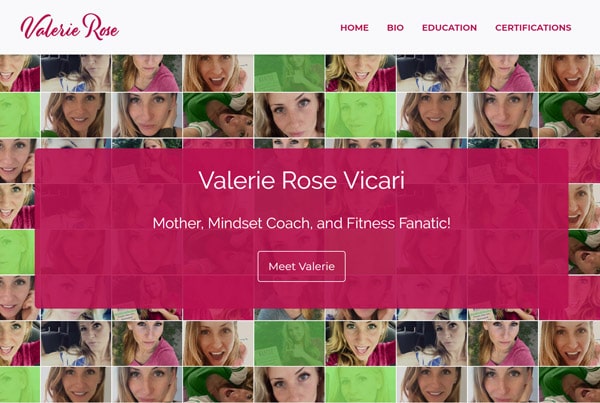 Valerie Rose
HOME BIO EDUCATION CERTIFICATIONS
Valerie Rose Vicari
Mother, Mindset Coach, and Fitness Fanatic!
Meet Valerie